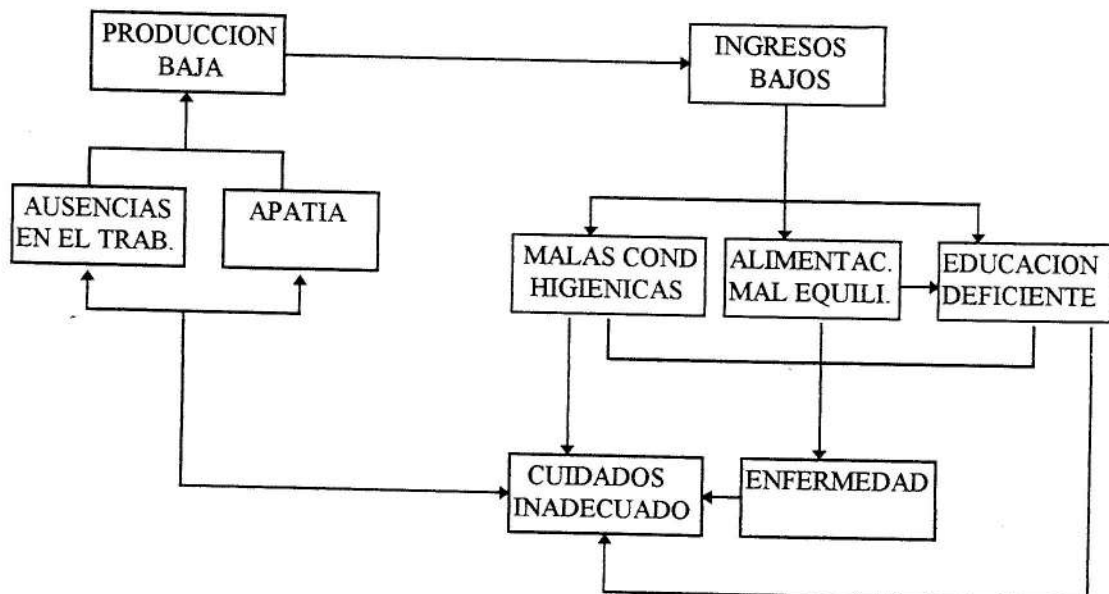 PRODUCCION
BAJA
INGRESOS
BAJOS
AUSENCIAS
EN EL TRAB.
APATIA
MALAS COND
HIGIENICAS
ALIMENTAC.
MAL EQUILI.
EDUCACION
DEFICIENTE
CUIDADOS
INADECUADO
ENFERMEDAD